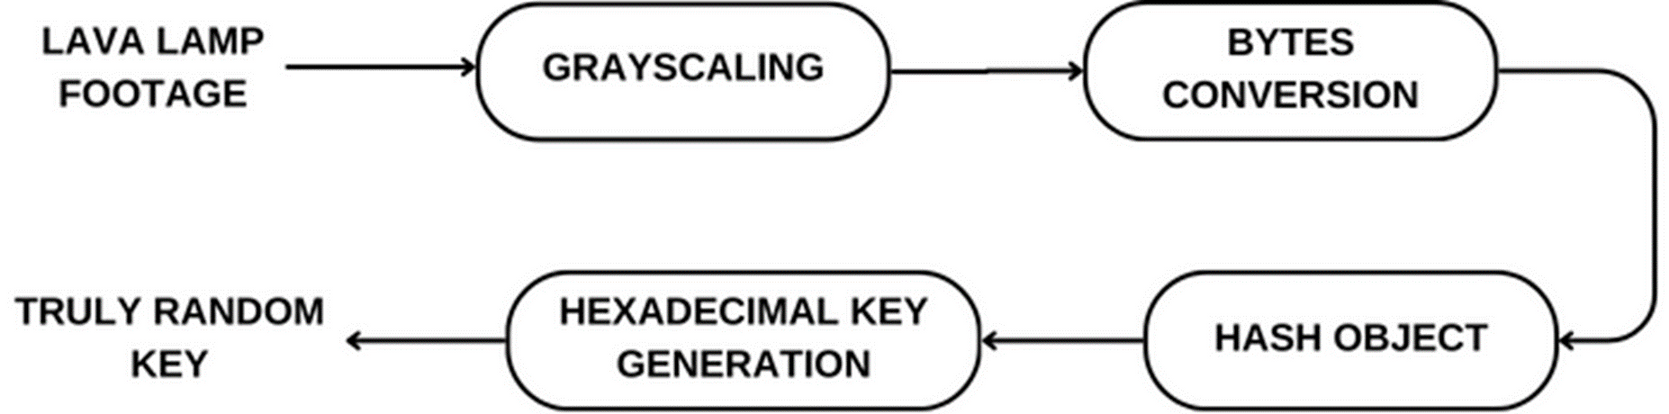 LAVA LAMP
FOOTAGE
GRAYSCALING
BYTES
CONVERSION
HASH OBJECT
HEXADECIMAL KEY
GENERATION
TRULY RANDOM
KEY